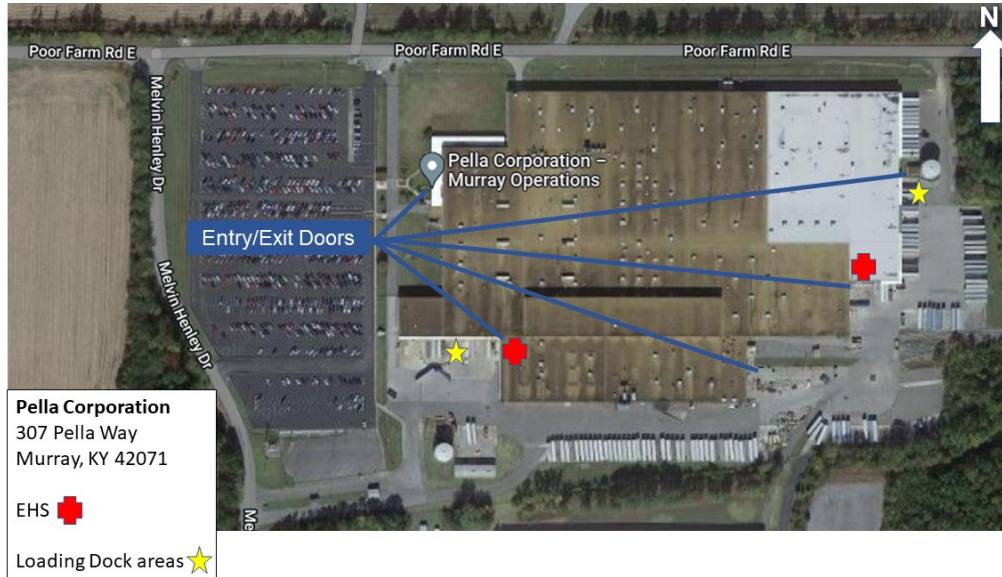 N
Poor Farm Rd E
Poor Farm Rd E
Poor Farm Rd E
Melvin Henley Dr
Pella Corporation –
Murray Operations
Entry/Exit Doors
Melvin Henley Dr
Me
Pella Corporation
307 Pella Way
Murray, KY 42071
EHS
Loading Dock areas